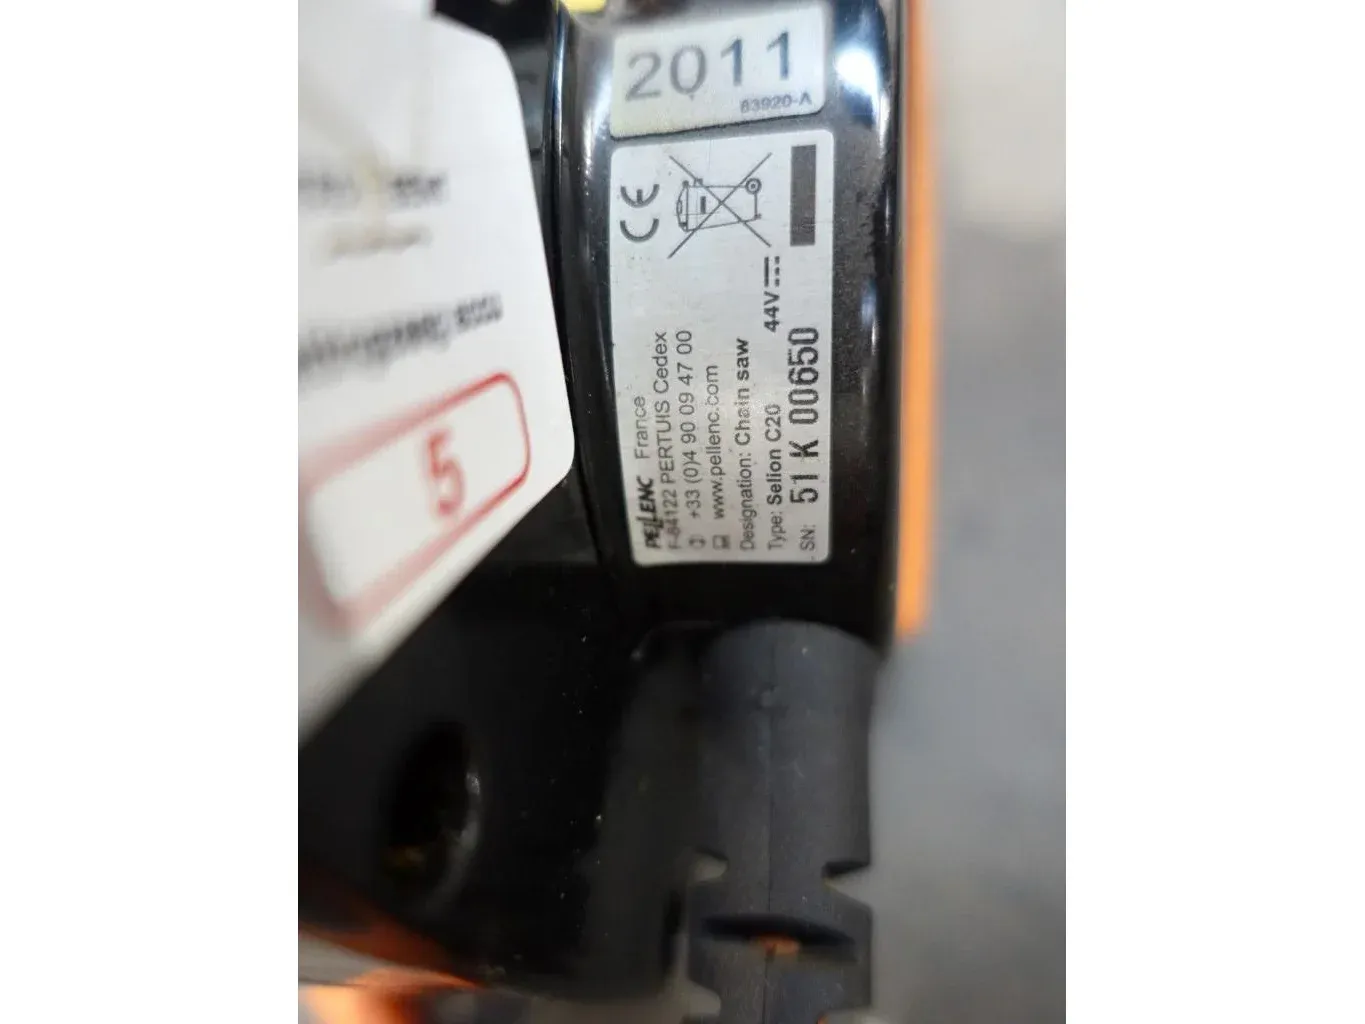 2011
83920-A
CE
PELLENC France
F-84122 PERTUIS Cedex
+33 (0)4 90 09 47 00
www.pellenc.com
Designation: Chain saw
Type: Selion C20 44V
SN: 51 K 00650
5